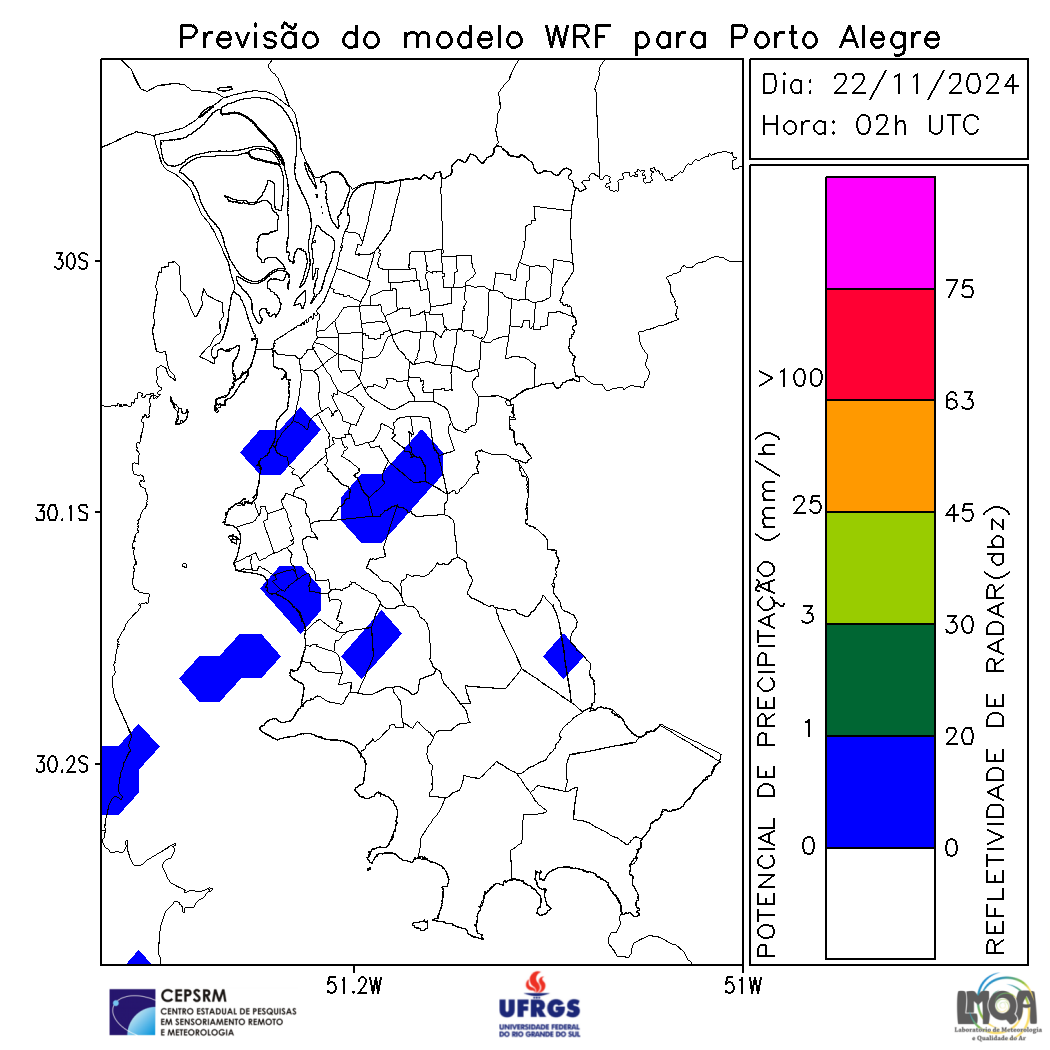 Previsão do modelo WRF para Porto Alegre
Dia: 22/11/2024
Hora: 02h UTC
30S
30.1S
30.2S
51.2W
51W
POTENCIAL DE PRECIPITAÇÃO (mm/h)
>100
25
3
1
0
75
63
45
30
20
0
REFLETIVIDADE DE RADAR(dbz)
CEPSRM
CENTRO ESTADUAL DE PESQUISAS
EM SENSORIAMENTO REMOTO
E METEOROLOGIA
UFRGS
UNIVERSIDADE FEDERAL
DO RIO GRANDE DO SUL
LMQA
Laboratório de Meteorologia
e Qualidade do Ar